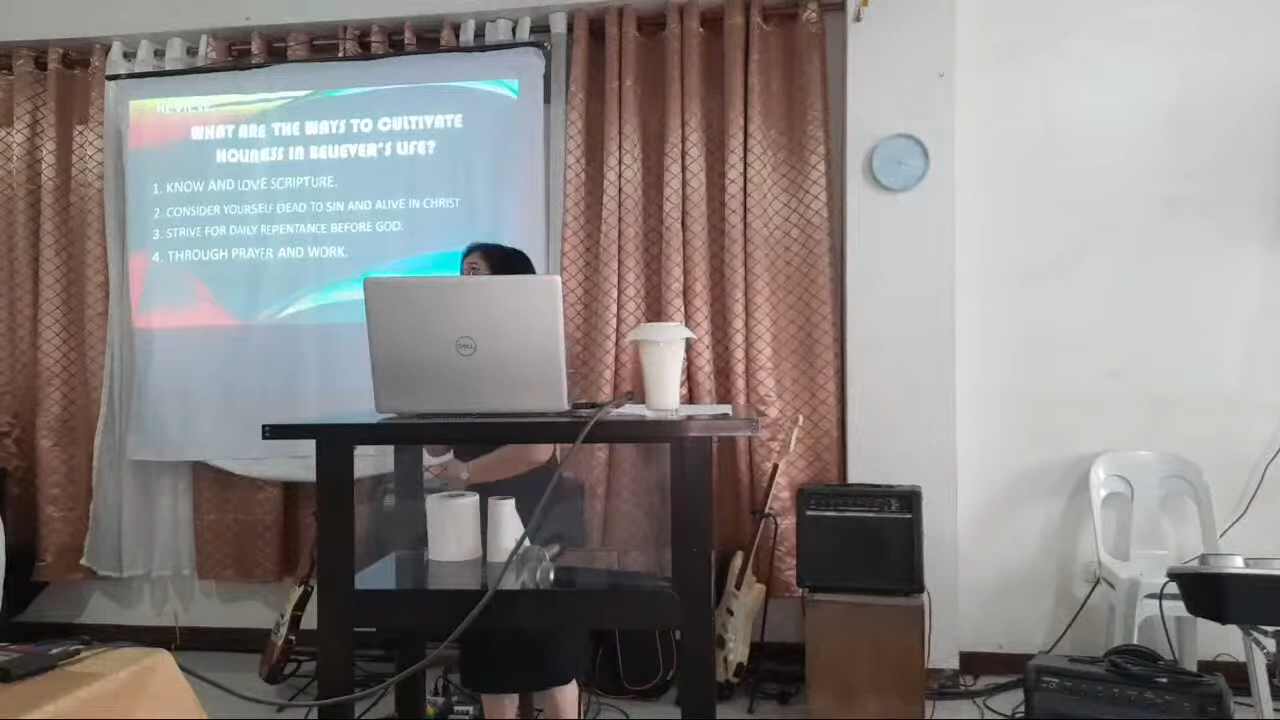 REVIEW:
WHAT ARE THE WAYS TO CULTIVATE
HOLINESS IN BELIEVER'S LIFE?
1. KNOW AND LOVE SCRIPTURE.
2. CONSIDER YOURSELF DEAD TO SIN AND ALIVE IN CHRIST
3. STRIVE FOR DAILY REPENTANCE BEFORE GOD.
4. THROUGH PRAYER AND WORK.
DELL